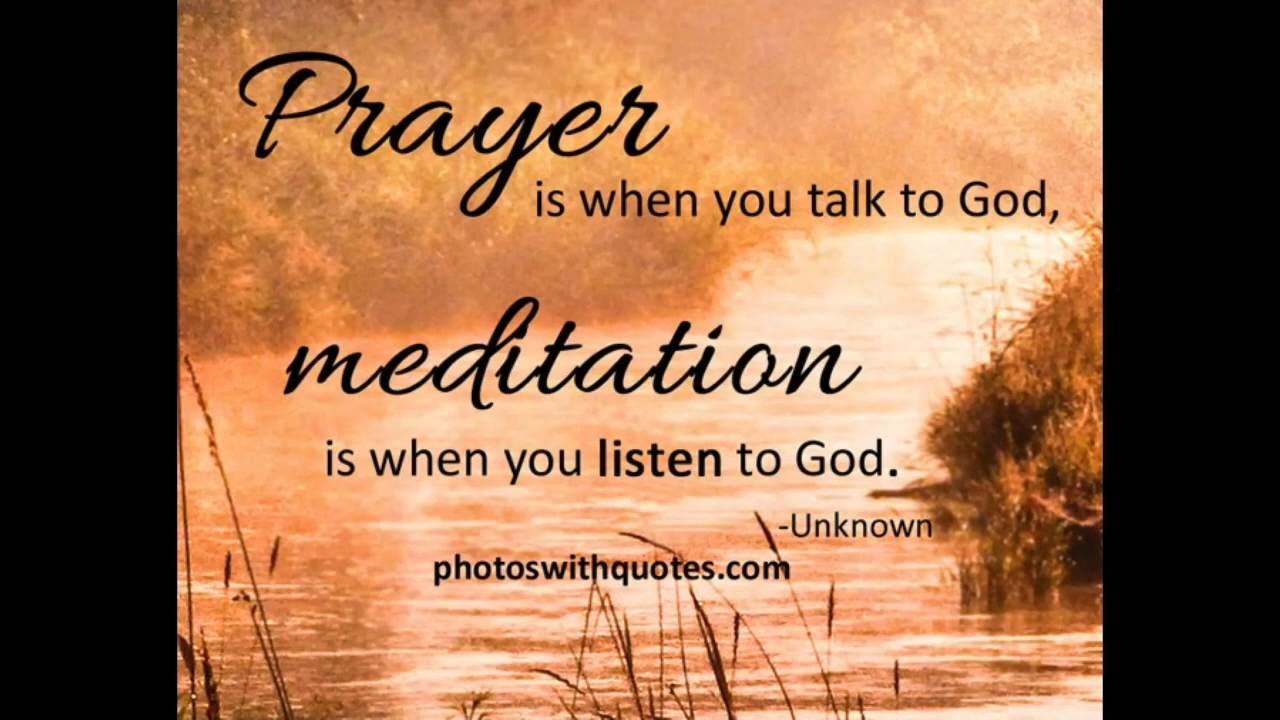 Prayer
is when you talk to God,
meditation
is when you listen to God.
-Unknown
photoswithquotes.com